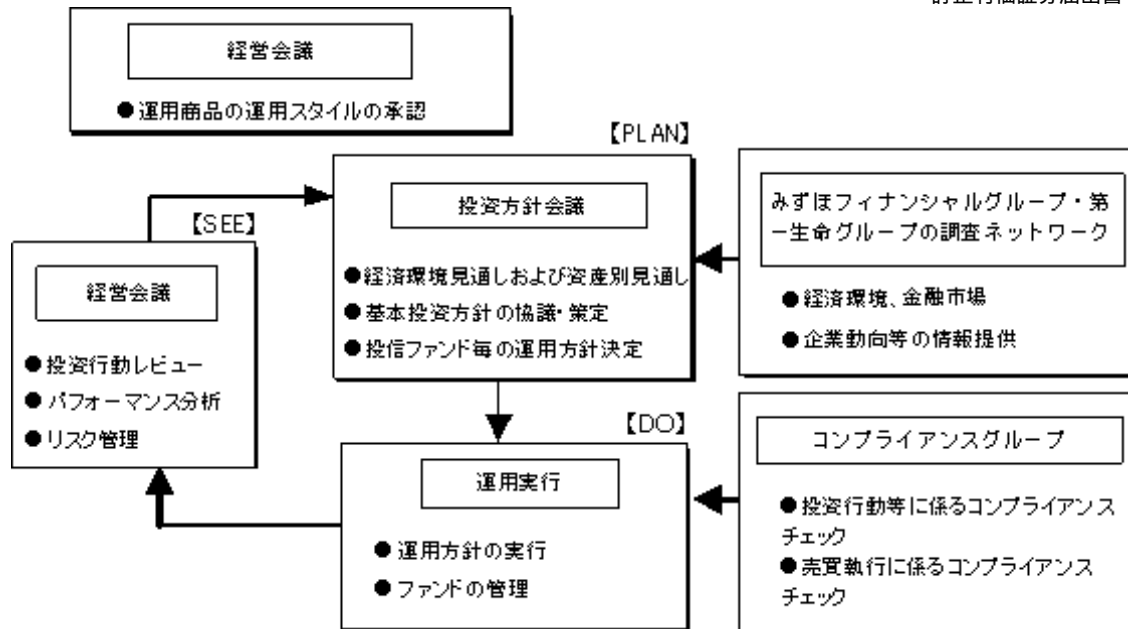 経営会議
●運用商品の運用スタイルの承認
【PLAN】
投資方針会議
●経済環境見通しおよび資産別見通し
●基本投資方針の協議・策定
●投信ファンド毎の運用方針決定
みずほフィナンシャルグループ・第
一生命グループの調査ネットワーク
●経済環境、金融市場
●企業動向等の情報提供
【SEE】
経営会議
●投資行動レビュー
●パフォーマンス分析
●リスク管理
【DO】
運用実行
●運用方針の実行
●ファンドの管理
コンプライアンスグループ
●投資行動等に係るコンプライアンス
チェック
●売買執行に係るコンプライアンス
チェック